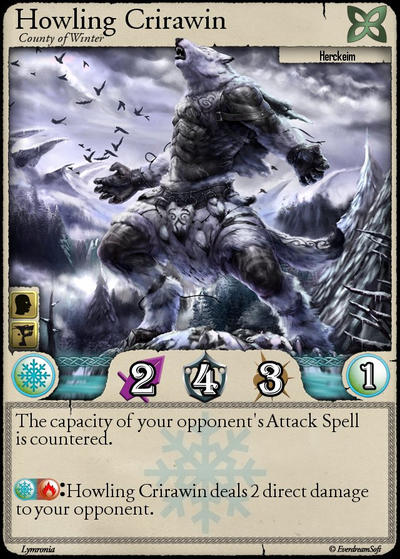 Howling Crirawin
County of Winter
Herckeim
2 4 3 1
The capacity of your opponent's Attack Spell
is countered.
:Howling Crirawin deals 2 direct damage
to your opponent.
Lymronia © EverdreamSoft